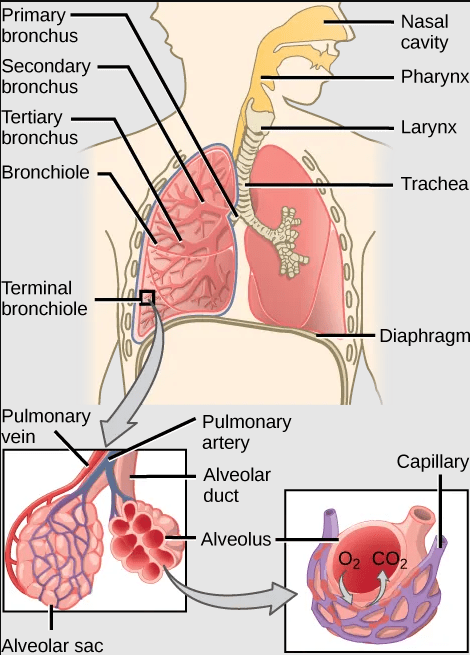 Primary
bronchus
Secondary
bronchus
Tertiary
bronchus
Bronchiole
Terminal
bronchiole
Nasal
cavity
Pharynx
Larynx
Trachea
Diaphragm
Pulmonary
vein
Pulmonary
artery
Alveolar
duct
Alveolus
Alveolar sac
Capillary
O₂ CO₂